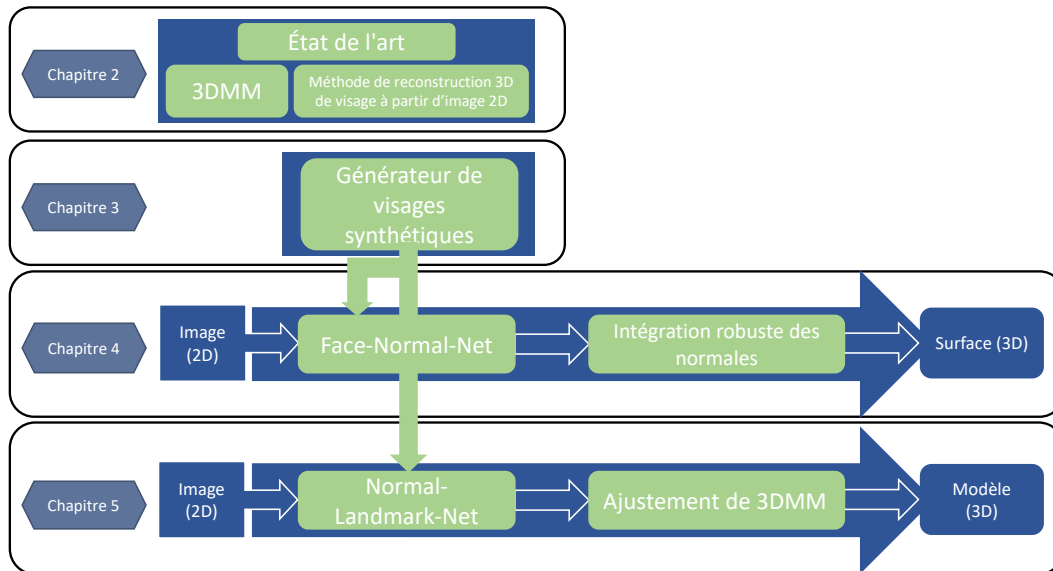 Chapitre 2
État de l'art
3DMM
Méthode de reconstruction 3D
de visage à partir d'image 2D
Chapitre 3
Générateur de
visages
synthétiques
Chapitre 4
Image
(2D)
Face-Normal-Net
Intégration robuste des
normales
Surface (3D)
Chapitre 5
Image
(2D)
Normal-
Landmark-Net
Ajustement de 3DMM
Modèle
(3D)